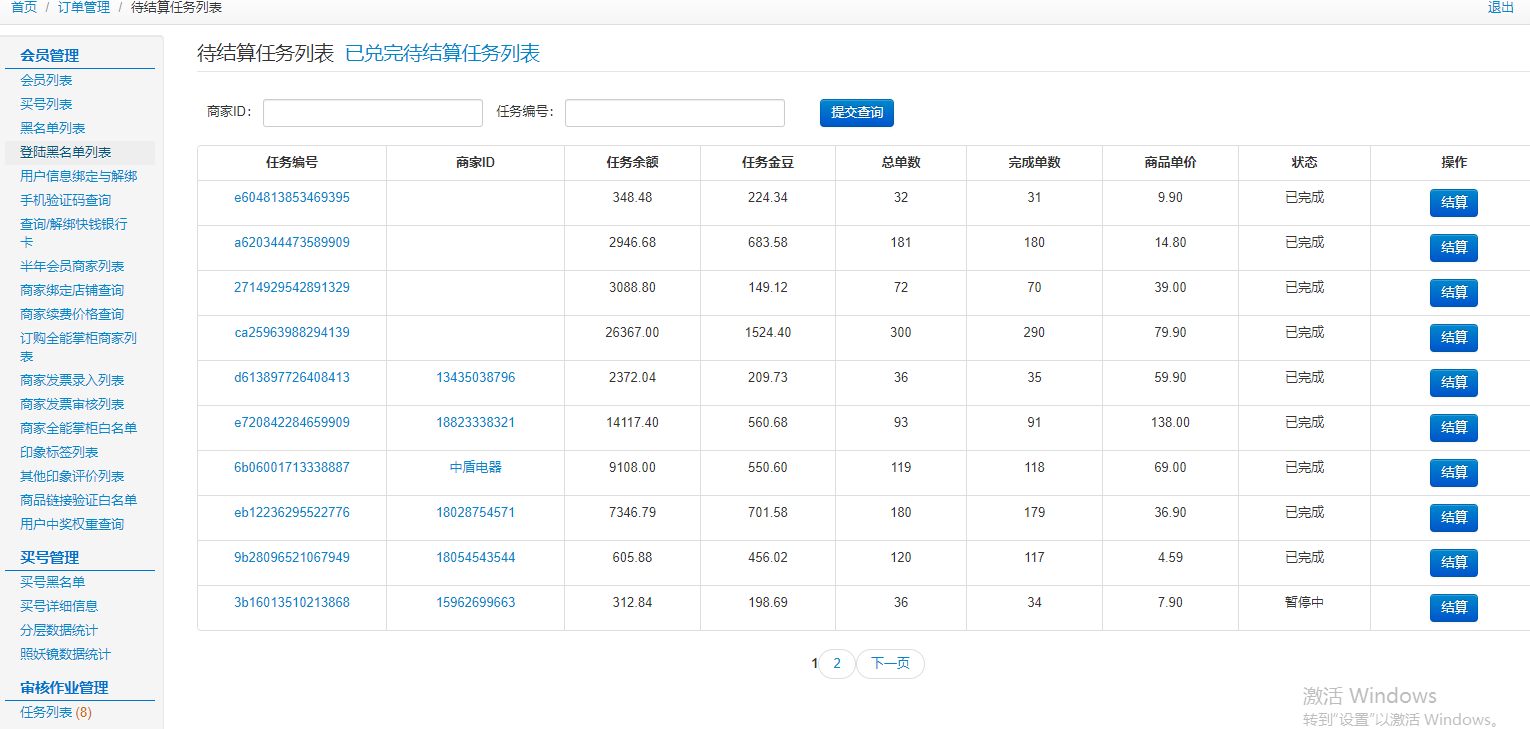 首页 / 订单管理 / 待结算任务列表
退出
会员管理
会员列表
买号列表
黑名单列表
登陆黑名单列表
用户信息绑定与解绑
手机验证码查询
查询/解绑快钱银行
卡
半年会员商家列表
商家绑定店铺查询
商家续费价格查询
订购全能掌柜商家列
表
商家发票录入列表
商家发票审核列表
商家全能掌柜白名单
印象标签列表
其他印象评价列表
商品链接验证白名单
用户中奖权重查询
买号管理
买号黑名单
买号详细信息
分层数据统计
照妖镜数据统计
审核作业管理
任务列表 (8)
待结算任务列表 已兑完待结算任务列表
商家ID: 任务编号: 提交查询
任务编号 商家ID 任务余额 任务金豆 总单数 完成单数 商品单价 状态 操作
e604813853469395 348.48 224.34 32 31 9.90 已完成 结算
a620344473589909 2946.68 683.58 181 180 14.80 已完成 结算
2714929542891329 3088.80 149.12 72 70 39.00 已完成 结算
ca25963988294139 26367.00 1524.40 300 290 79.90 已完成 结算
d613897726408413 13435038796 2372.04 209.73 36 35 59.90 已完成 结算
e720842284659909 18823338321 14117.40 560.68 93 91 138.00 已完成 结算
6b06001713338887 中盾电器 9108.00 550.60 119 118 69.00 已完成 结算
eb12236295522776 18028754571 7346.79 701.58 180 179 36.90 已完成 结算
9b28096521067949 18054543544 605.88 456.02 120 117 4.59 已完成 结算
3b16013510213868 15962699663 312.84 198.69 36 34 7.90 暂停中 结算
1 2 下一页
激活 Windows
转到"设置"以激活 Windows。